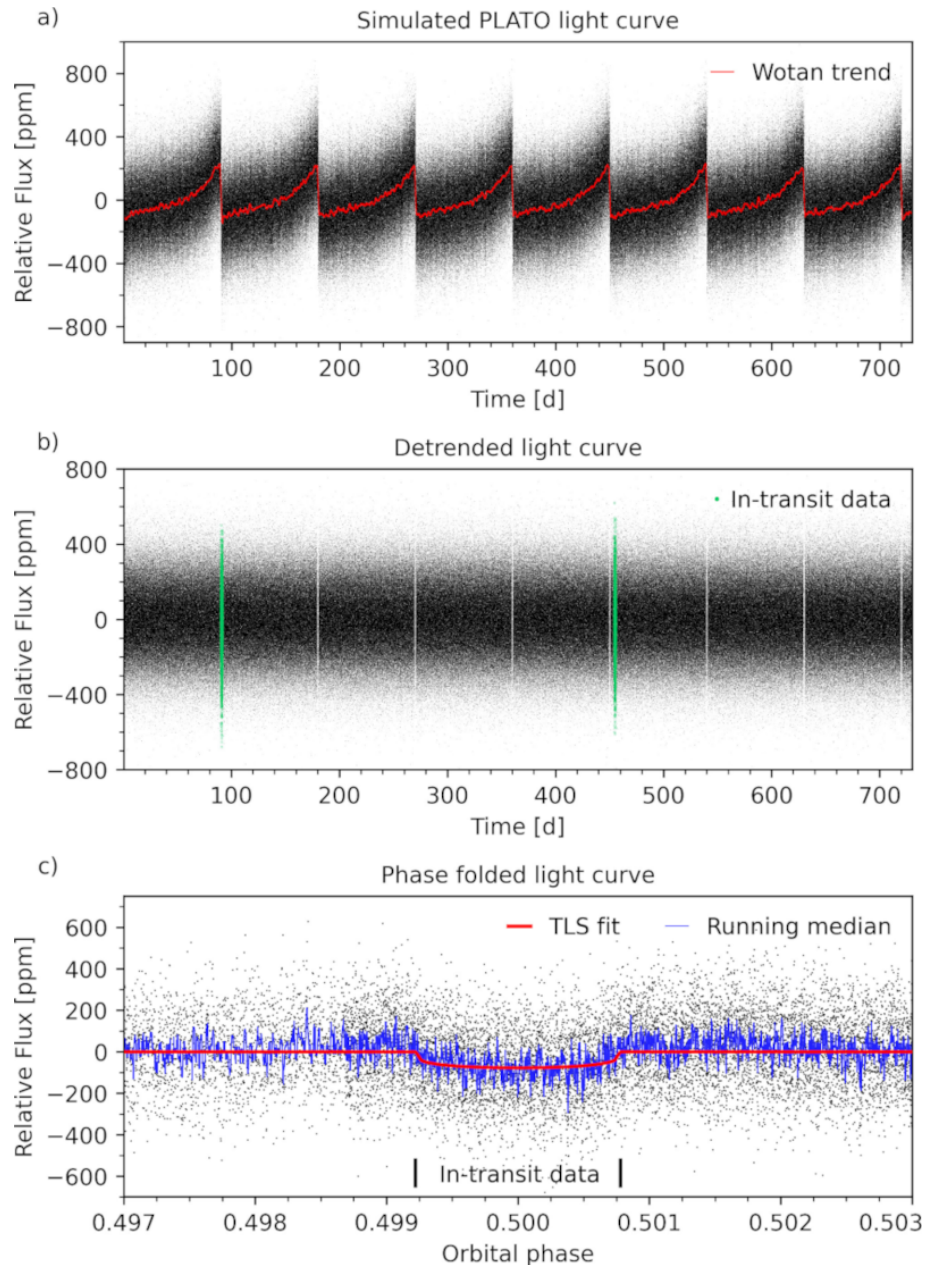 a)
Simulated PLATO light curve
Wotan trend
800
400
0
−400
−800
Relative Flux [ppm]
100 200 300 400 500 600 700
Time [d]
b)
Detrended light curve
In-transit data
800
400
0
−400
−800
Relative Flux [ppm]
100 200 300 400 500 600 700
Time [d]
c)
Phase folded light curve
TLS fit Running median
600
400
200
0
−200
−400
−600
Relative Flux [ppm]
In-transit data
0.497 0.498 0.499 0.500 0.501 0.502 0.503
Orbital phase